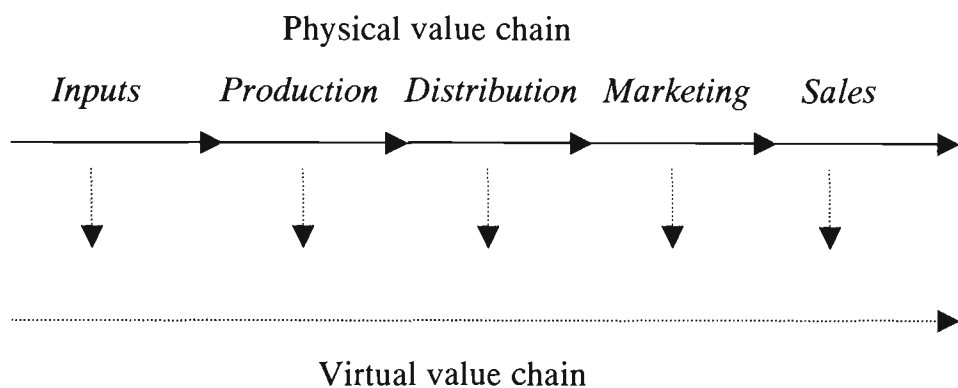 Physical value chain
Inputs Production Distribution Marketing Sales
Virtual value chain